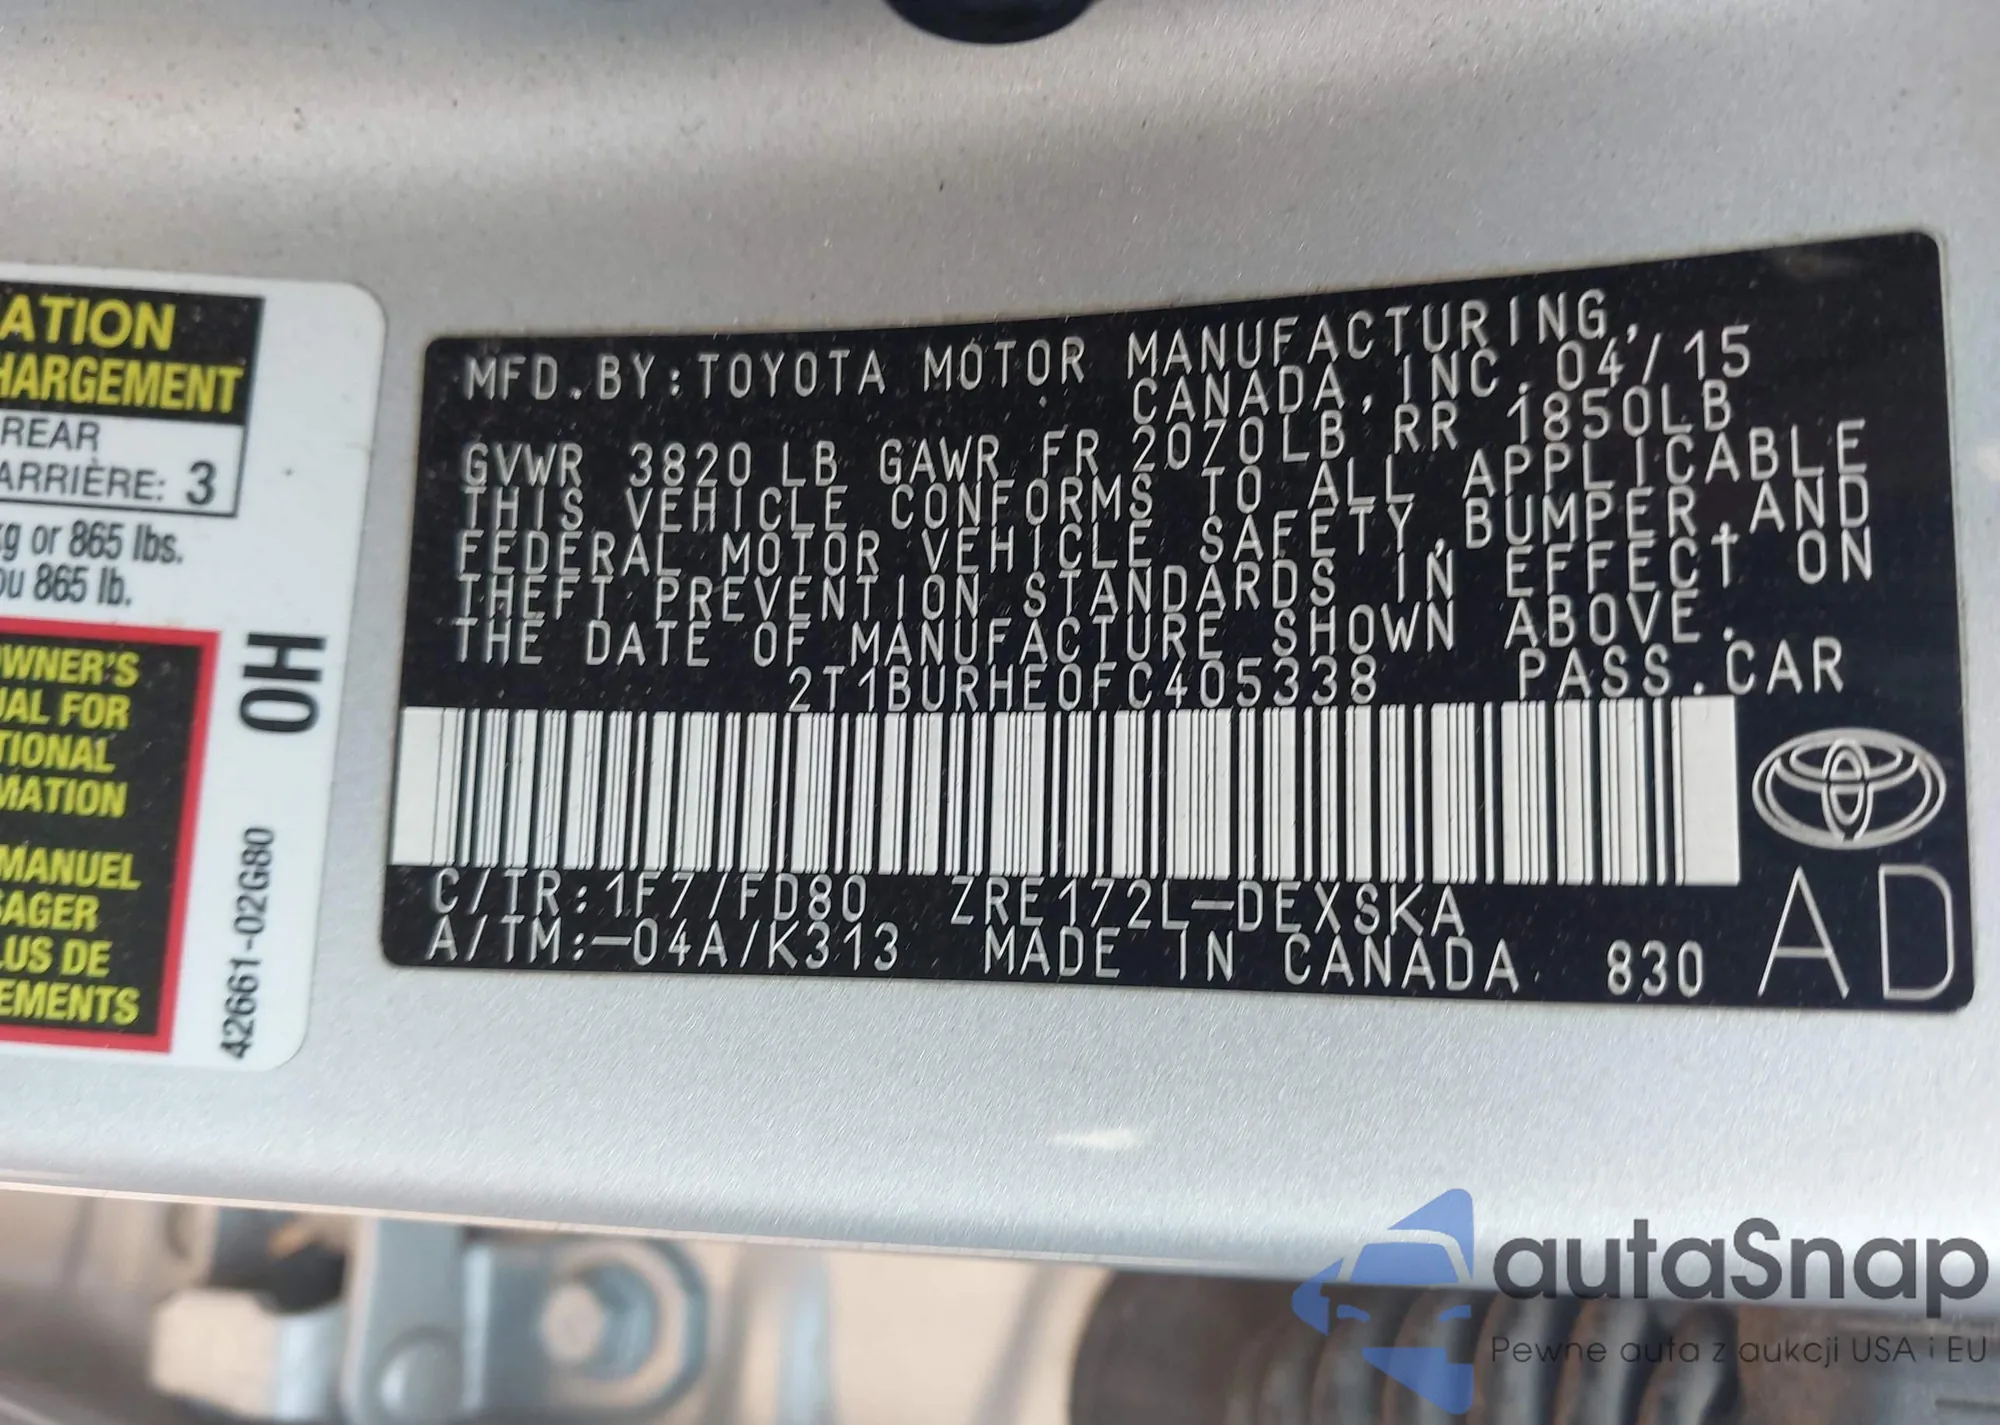 ATION
HARGEMENT
REAR
ARRIÈRE: 3
kg or 865 lbs.
ou 865 lb.
OWNER'S
UAL FOR
TIONAL
MATION
MANUEL
SAGER
LUS DE
EMENTS
0H
42661-02G80
MFD.BY:TOYOTA MOTOR MANUFACTURING,
CANADA,INC.04/15
GVWR 3820 LB GAWR FR 2070LB RR 1850LB
THIS VEHICLE CONFORMS TO ALL APPLICABLE
FEDERAL MOTOR VEHICLE SAFETY,BUMPER,AND
THEFT PREVENTION STANDARDS IN EFFECT ON
THE DATE OF MANUFACTURE SHOWN ABOVE.
2T1BURHE0FC405338 PASS.CAR
C/TR:1F7/FD80 ZRE172L-DEXSKA
A/TM:-04A/K313 MADE IN CANADA 830
AD
autaSnap
Pewne auta z aukcji USA i EU